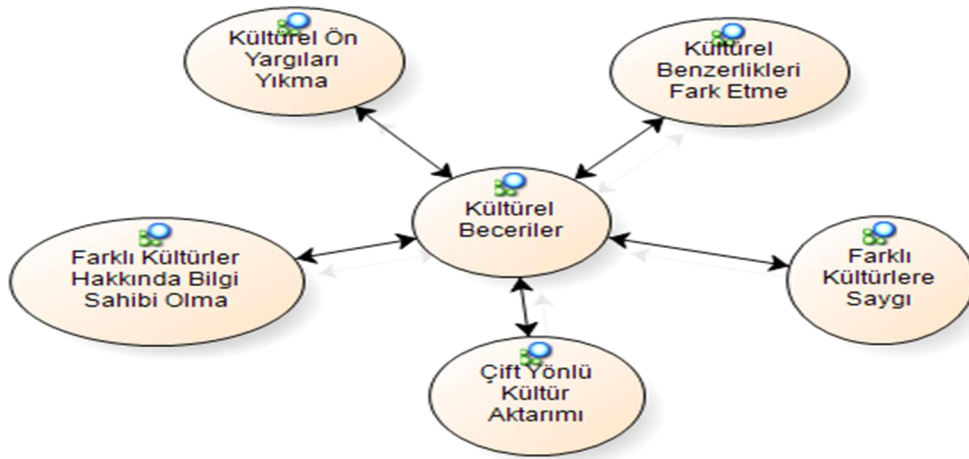 Kültürel Ön
Yargıları
Yıkma
Kültürel
Benzerlikleri
Fark Etme
Kültürel
Beceriler
Farklı Kültürler
Hakkında Bilgi
Sahibi Olma
Farklı
Kültürlere
Saygı
Çift Yönlü
Kültür
Aktarımı